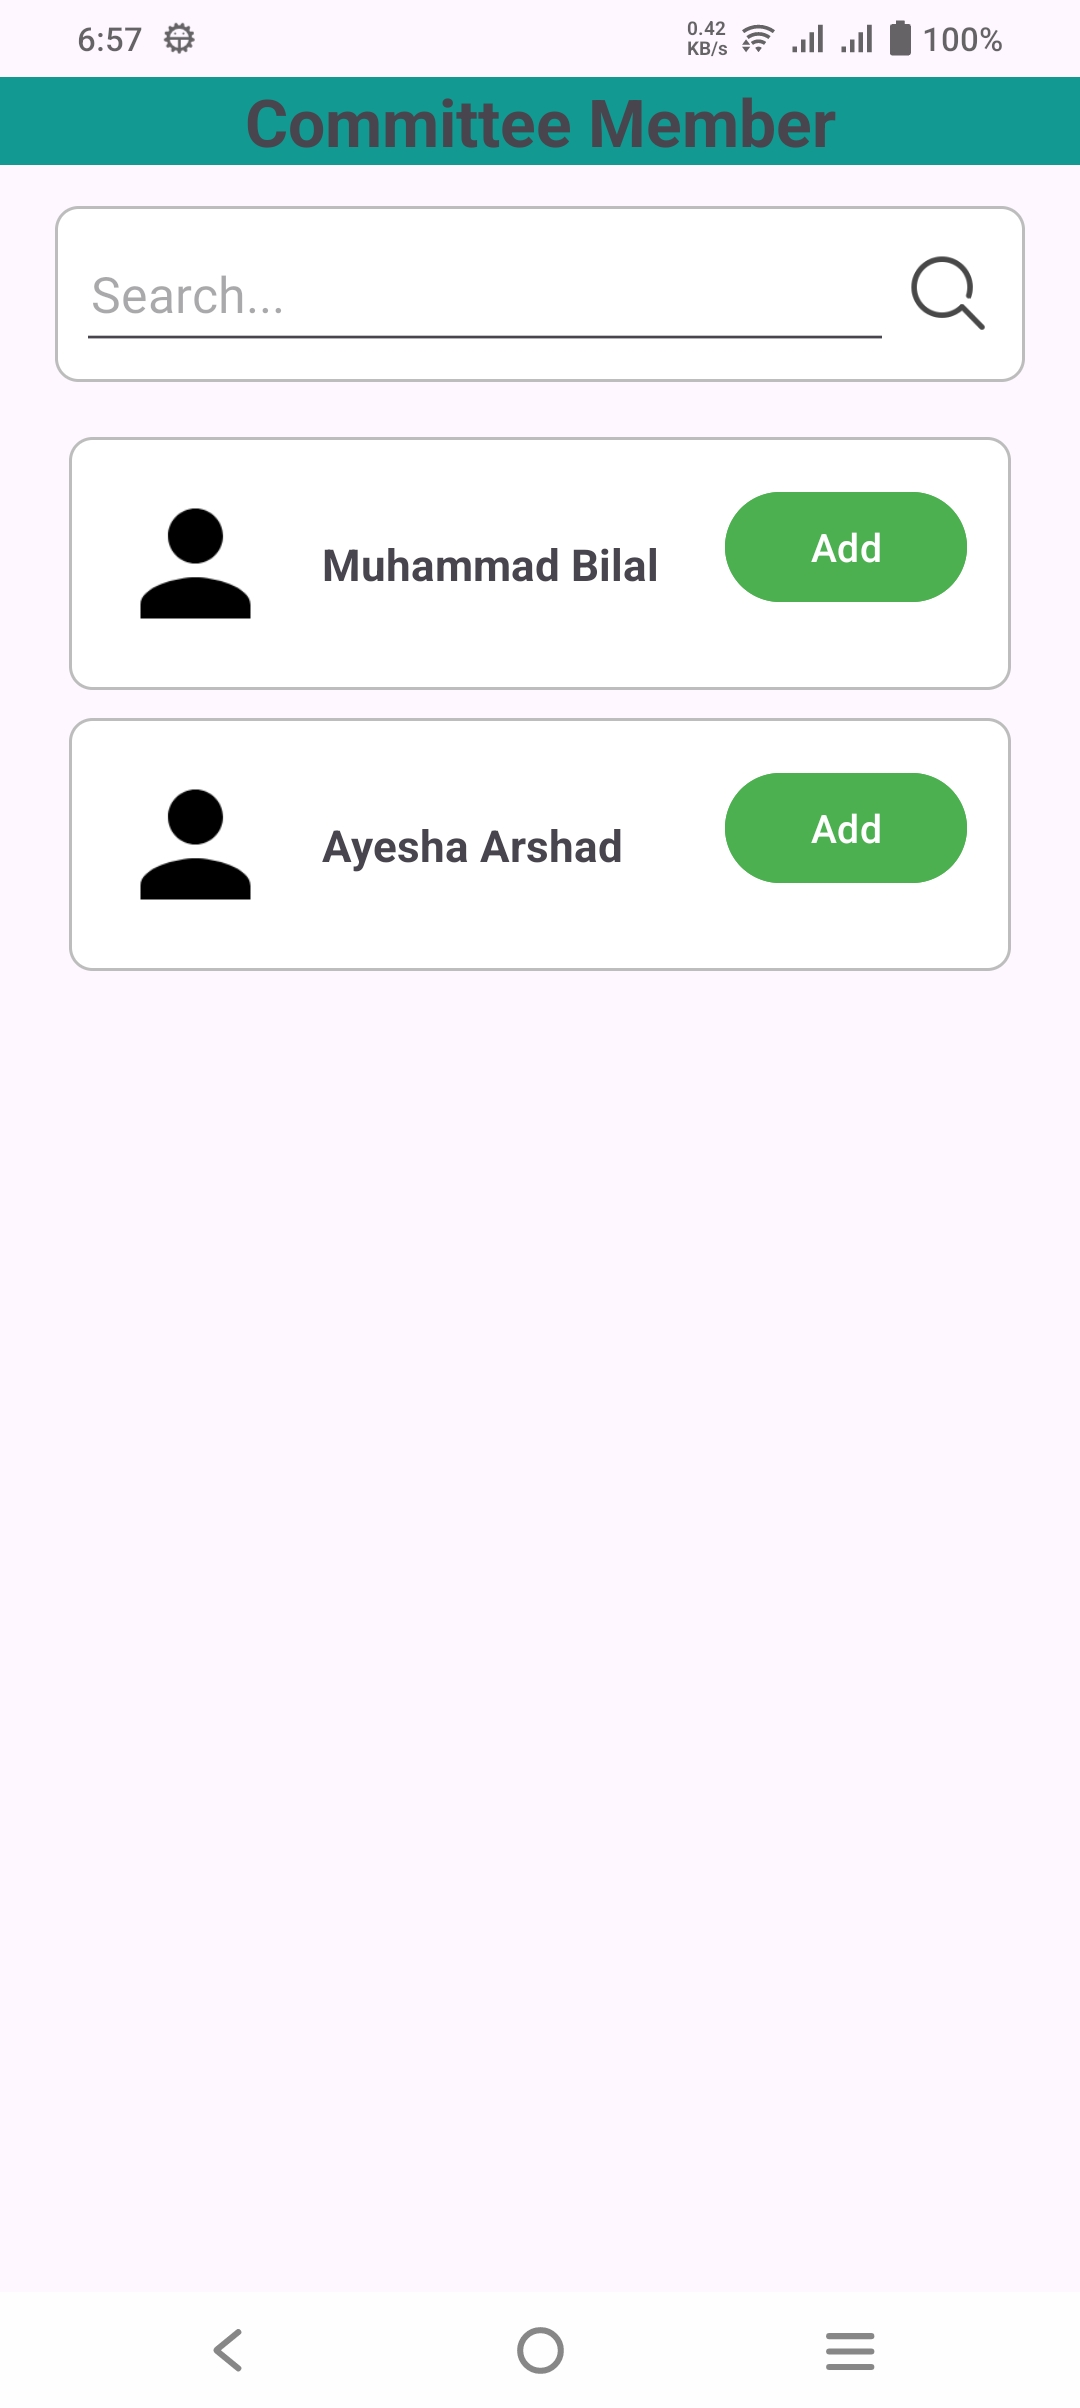 6:57 0.42 KB/s 100%
Committee Member
Search...
Muhammad Bilal Add
Ayesha Arshad Add